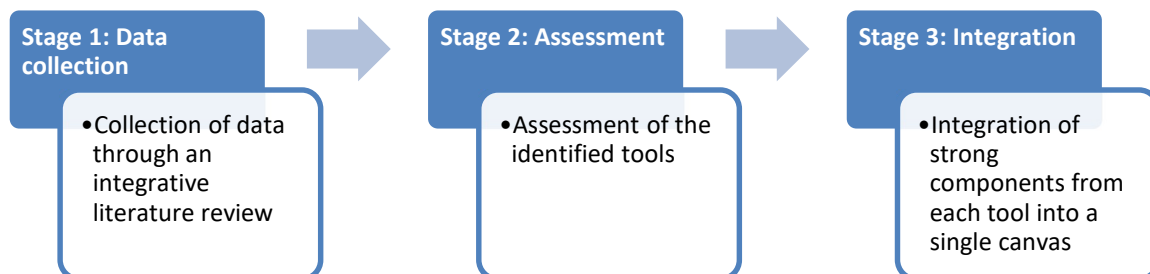 Stage 1: Data
collection
•Collection of data
through an
integrative
literature review
Stage 2: Assessment
•Assessment of the
identified tools
Stage 3: Integration
•Integration of
strong
components from
each tool into a
single canvas